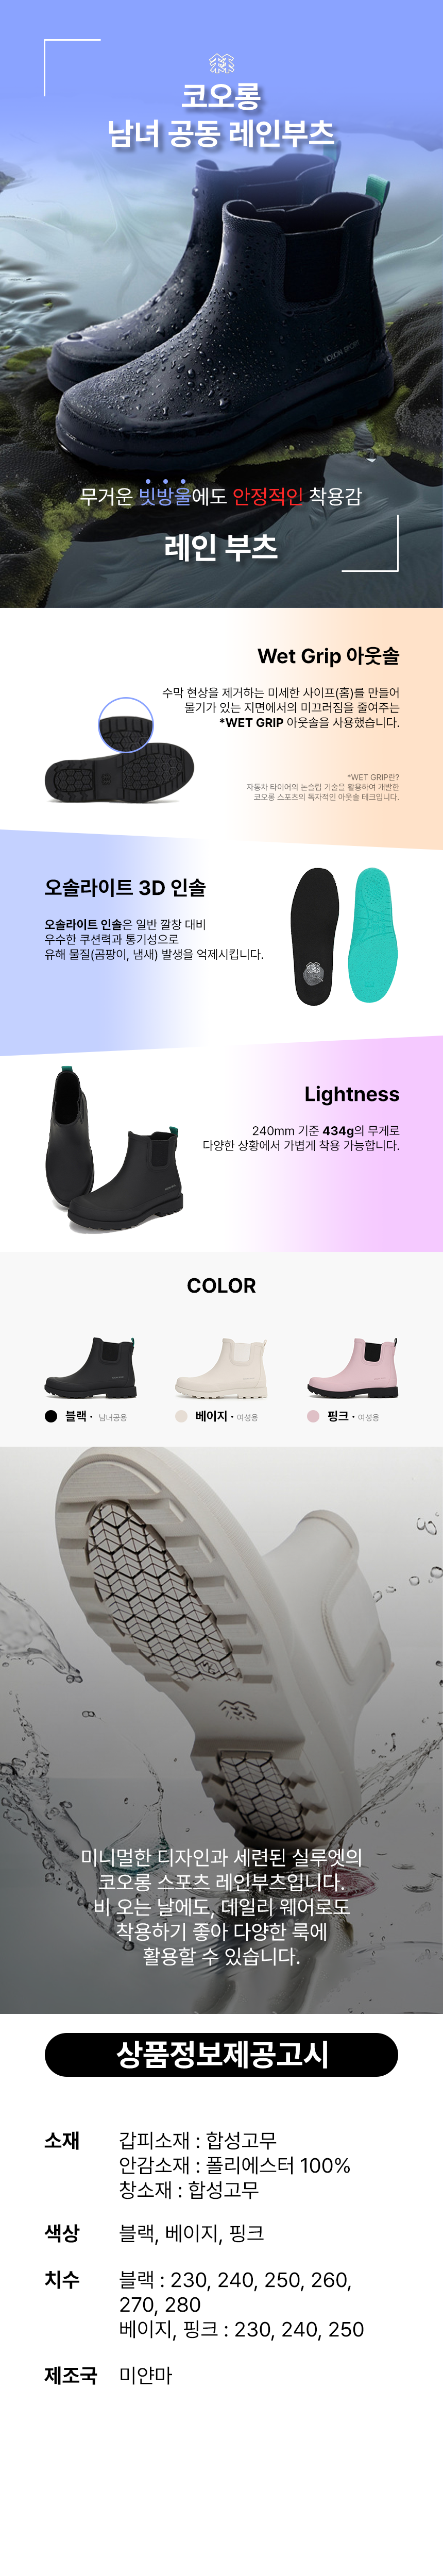 코오롱
남녀 공동 레인부츠
KOLON SPORT
무거운 빗방울에도 안정적인 착용감
레인 부츠
Wet Grip 아웃솔
수막 현상을 제거하는 미세한 사이프(홈)를 만들어
물기가 있는 지면에서의 미끄러짐을 줄여주는
*WET GRIP 아웃솔을 사용했습니다.
*WET GRIP란?
자동차 타이어의 논슬립 기술을 활용하여 개발한
코오롱 스포츠의 독자적인 아웃솔 테크입니다.
오솔라이트 3D 인솔
오솔라이트 인솔은 일반 깔창 대비
우수한 쿠션력과 통기성으로
유해 물질(곰팡이, 냄새) 발생을 억제시킵니다.
Lightness
240mm 기준 434g의 무게로
다양한 상황에서 가볍게 착용 가능합니다.
COLOR
블랙 · 남녀공용
베이지 · 여성용
핑크 · 여성용
미니멀한 디자인과 세련된 실루엣의
코오롱 스포츠 레인부츠입니다.
비 오는 날에도, 데일리 웨어로도
착용하기 좋아 다양한 룩에
활용할 수 있습니다.
상품정보제공고시
소재 갑피소재 : 합성고무
안감소재 : 폴리에스터 100%
창소재 : 합성고무
색상 블랙, 베이지, 핑크
치수 블랙 : 230, 240, 250, 260,
270, 280
베이지, 핑크 : 230, 240, 250
제조국 미얀마